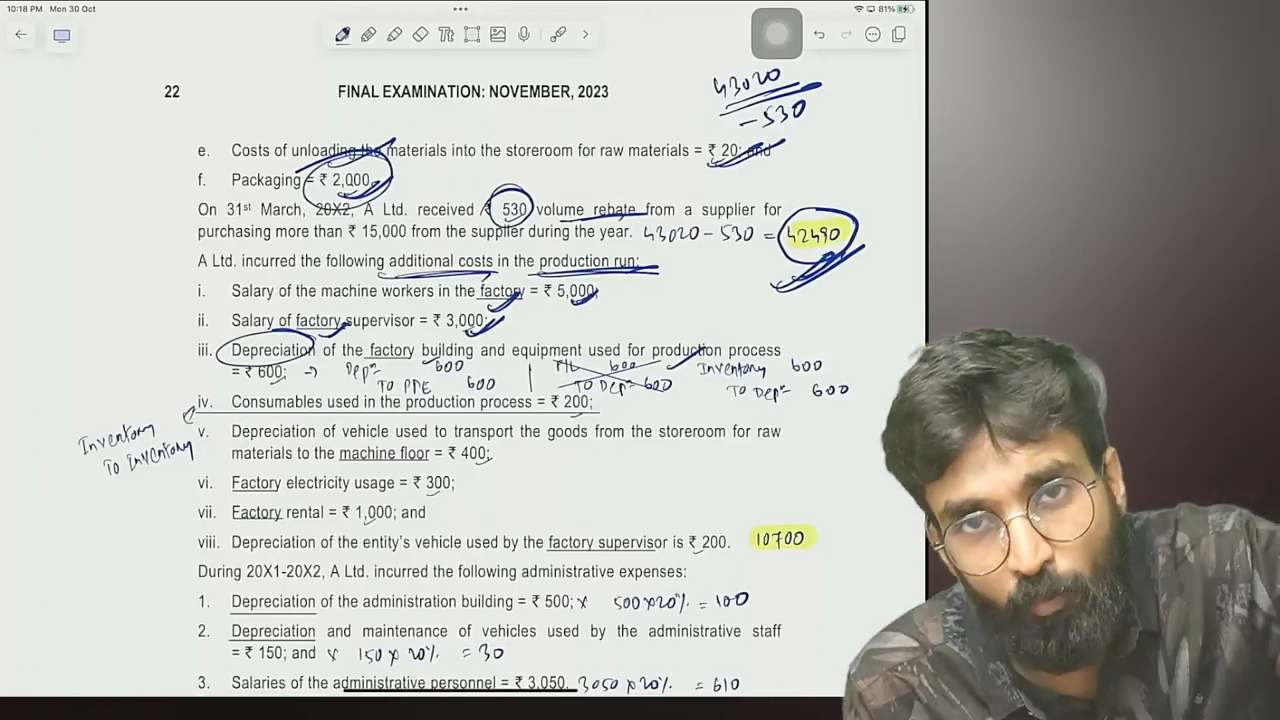 10:18 PM Mon 30 Oct
81%
22 FINAL EXAMINATION: NOVEMBER, 2023
43020
- 530
e. Costs of unloading the materials into the storeroom for raw materials = ₹ 20; and
f. Packaging = ₹ 2,000.
On 31st March, 20X2, A Ltd. received ₹ 530 volume rebate from a supplier for
purchasing more than ₹ 15,000 from the supplier during the year. 43020 - 530 = 42490
A Ltd. incurred the following additional costs in the production run:
i. Salary of the machine workers in the factory = ₹ 5,000;
ii. Salary of factory supervisor = ₹ 3,000;
iii. Depreciation of the factory building and equipment used for production process
= ₹ 600; → Depn 600 P/L 600 Inventory 600
To PPE 600 To Depn 600 To Depn 600
iv. Consumables used in the production process = ₹ 200;
Inventory
To Inventory
v. Depreciation of vehicle used to transport the goods from the storeroom for raw
materials to the machine floor = ₹ 400;
vi. Factory electricity usage = ₹ 300;
vii. Factory rental = ₹ 1,000; and
viii. Depreciation of the entity's vehicle used by the factory supervisor is ₹ 200. 10700
During 20X1-20X2, A Ltd. incurred the following administrative expenses:
1. Depreciation of the administration building = ₹ 500; x 500 x 20% = 100
2. Depreciation and maintenance of vehicles used by the administrative staff
= ₹ 150; and x 150 x 20% = 30
3. Salaries of the administrative personnel = ₹ 3,050. 3050 x 20% = 610